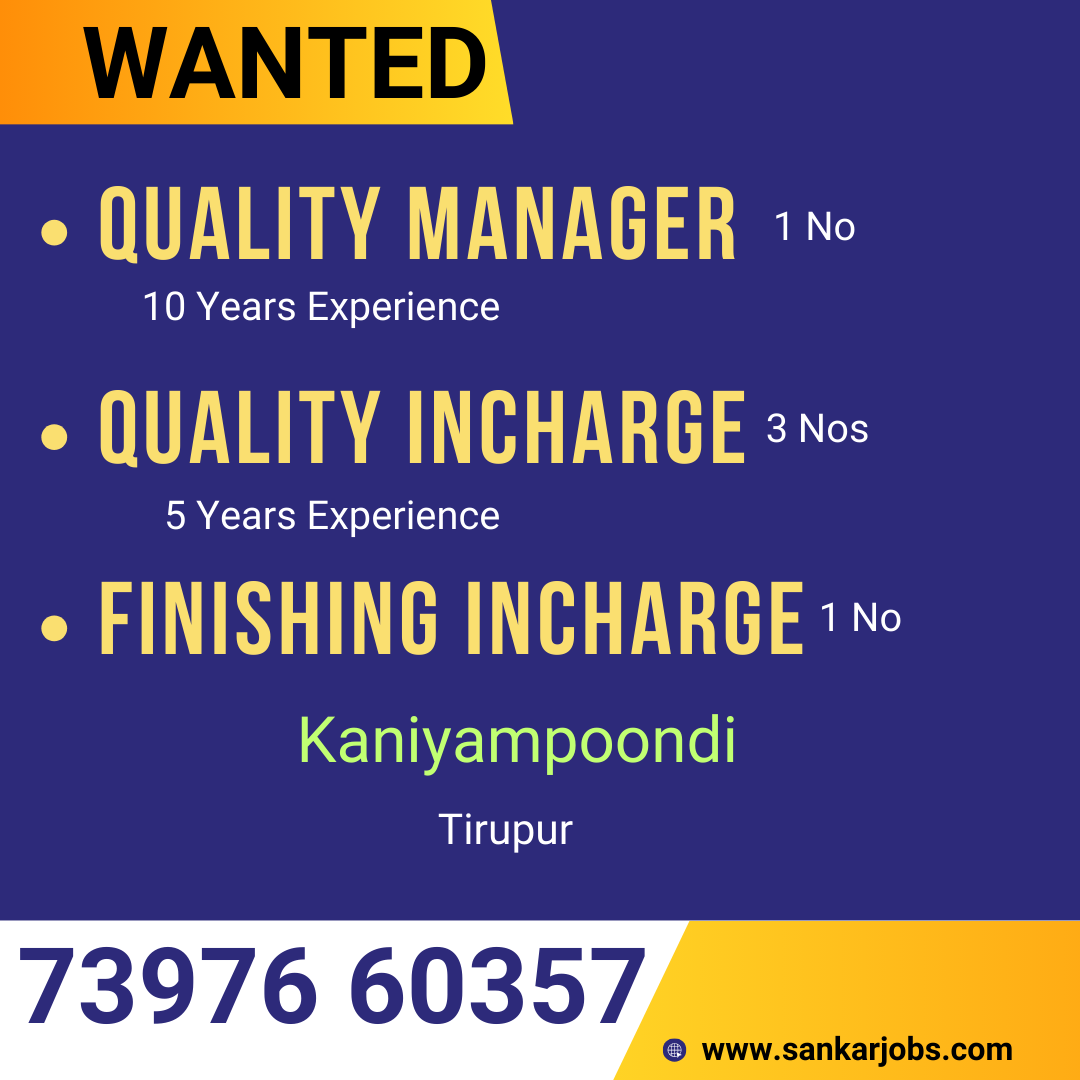 WANTED
QUALITY MANAGER 1 No
10 Years Experience
QUALITY INCHARGE 3 Nos
5 Years Experience
FINISHING INCHARGE 1 No
Kaniyampoondi
Tirupur
73976 60357
www.sankarjobs.com